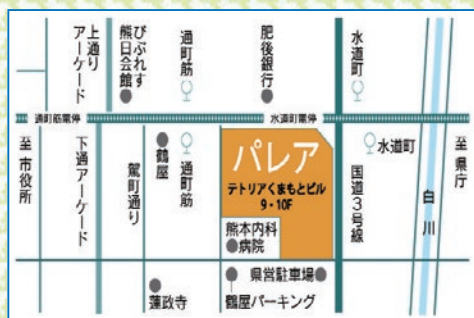 上通り
アーケード
びぷれす
熊日会館
通町筋
肥後銀行
水道町
通町筋電停
水道町電停
至市役所
下通アーケード
駕町通り
鶴屋
通町筋
パレア
テトリアくまもとビル
9・10F
熊本内科
病院
国道3号線
水道町
白川
至県庁
蓮政寺
県営駐車場
鶴屋パーキング